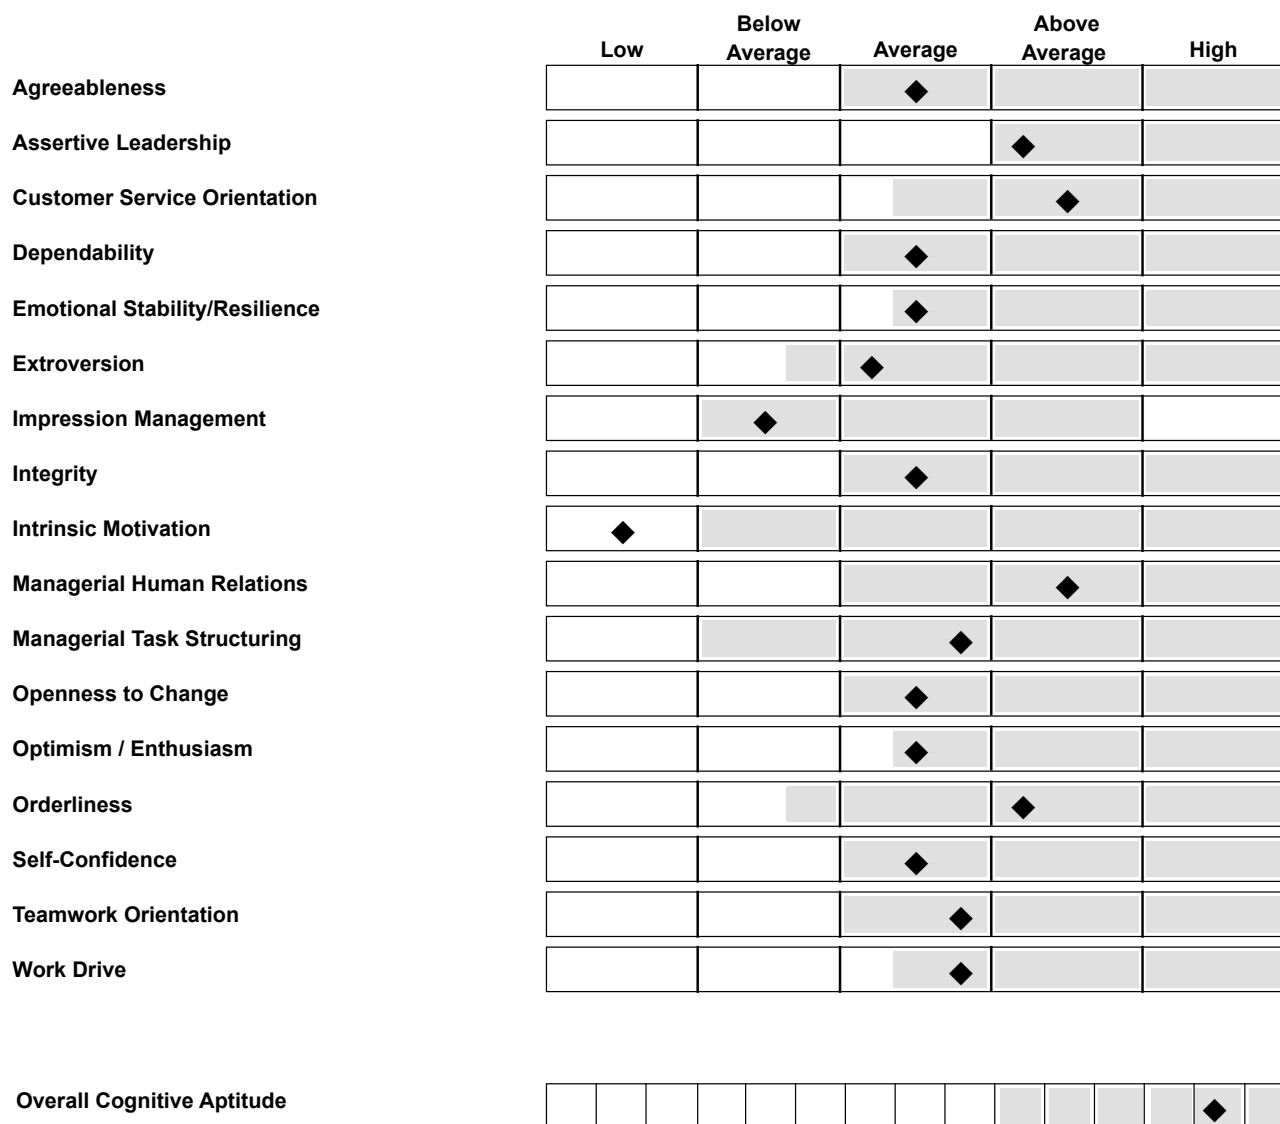 Low
Below
Average
Average
Above
Average
High
Agreeableness
Assertive Leadership
Customer Service Orientation
Dependability
Emotional Stability/Resilience
Extroversion
Impression Management
Integrity
Intrinsic Motivation
Managerial Human Relations
Managerial Task Structuring
Openness to Change
Optimism / Enthusiasm
Orderliness
Self-Confidence
Teamwork Orientation
Work Drive
Overall Cognitive Aptitude